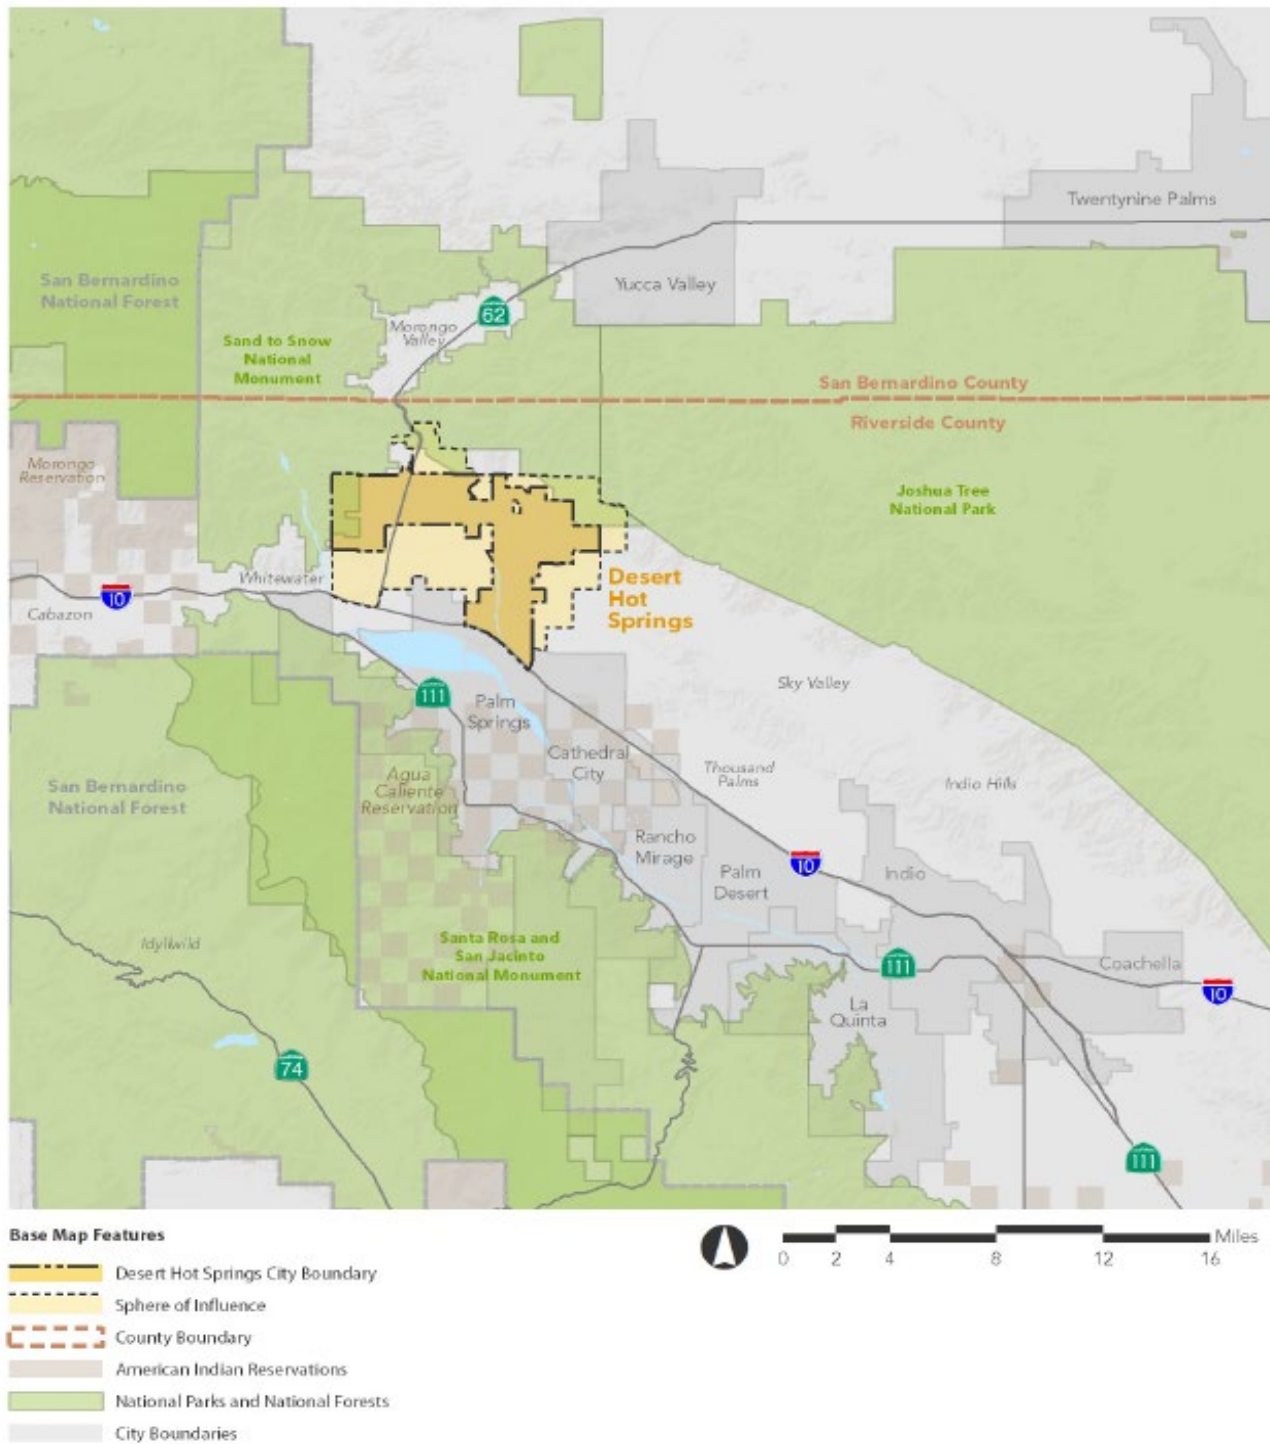 Twentynine Palms
San Bernardino
National Forest
Yucca Valley
62
Morongo
Valley
Sand to Snow
National
Monument
San Bernardino County
Riverside County
Morongo
Reservation
Joshua Tree
National Park
Whitewater
Desert
Hot
Springs
10
Cabazon
Sky Valley
111
Palm
Springs
Cathedral
City
Agua
Caliente
Reservation
Thousand
Palms
Indio Hills
San Bernardino
National Forest
Rancho
Mirage
10
Palm
Desert
Indio
Idyllwild
Santa Rosa and
San Jacinto
National Monument
111
Coachella
10
La
Quinta
74
111
Base Map Features
Miles
0 2 4 8 12 16
Desert Hot Springs City Boundary
Sphere of Influence
County Boundary
American Indian Reservations
National Parks and National Forests
City Boundaries